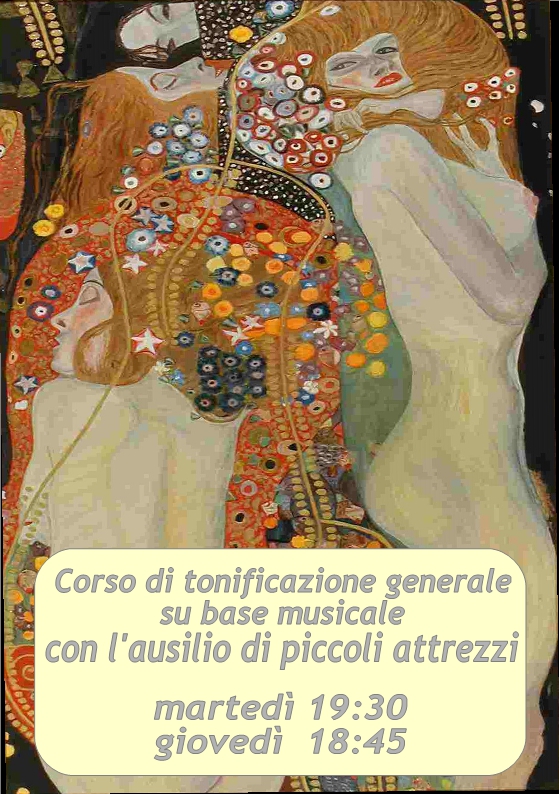 Corso di tonificazione generale
su base musicale
con l'ausilio di piccoli attrezzi
martedì 19:30
giovedì 18:45